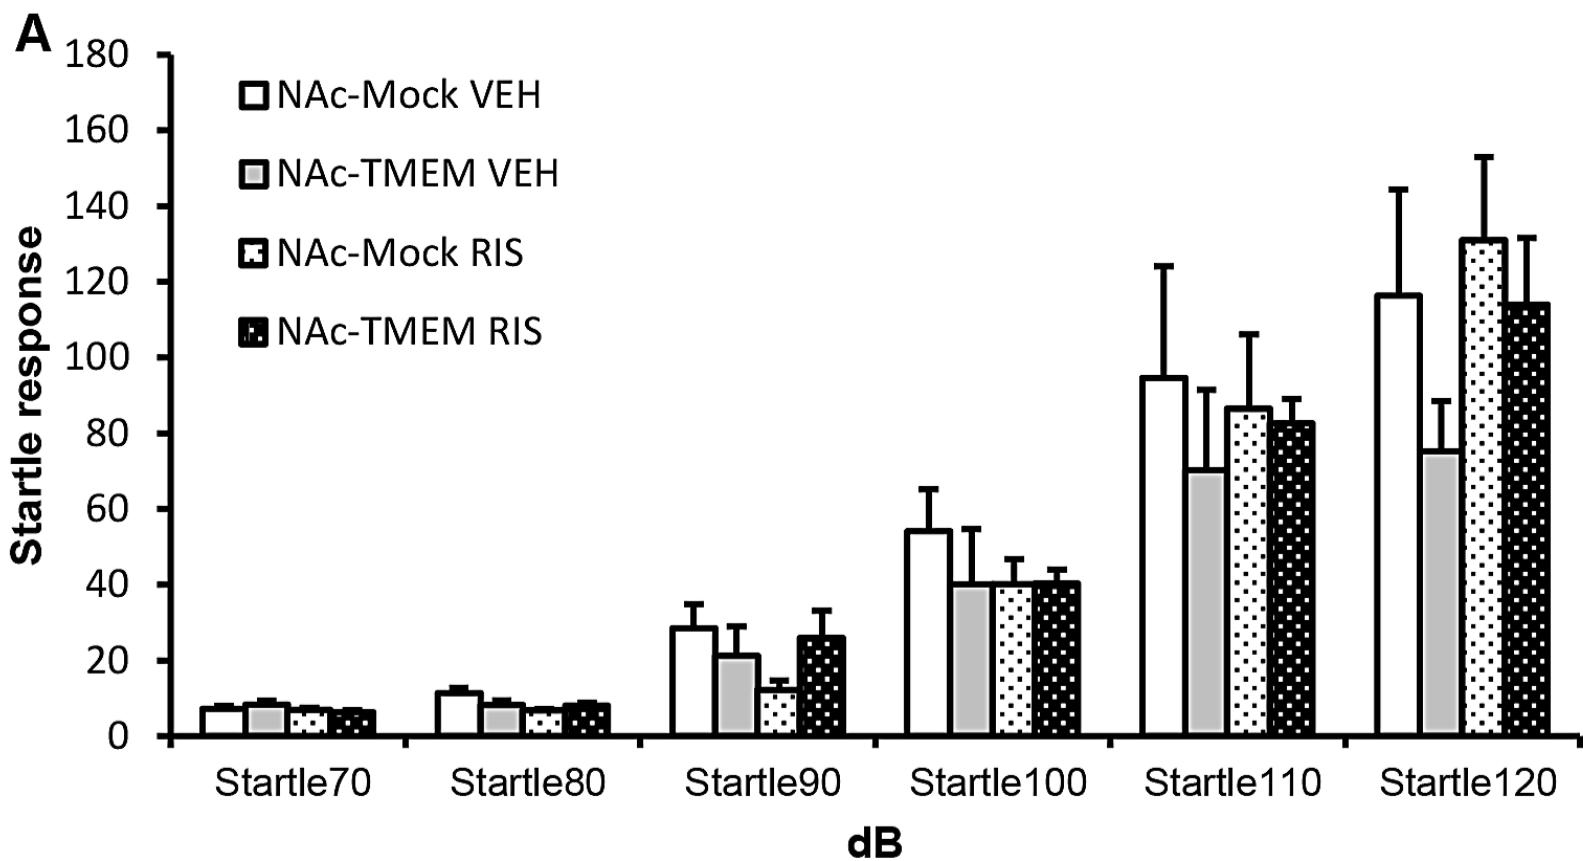 A
180
160
140
120
100
80
60
40
20
0
Startle response
NAc-Mock VEH
NAc-TMEM VEH
NAc-Mock RIS
NAc-TMEM RIS
Startle70 Startle80 Startle90 Startle100 Startle110 Startle120
dB